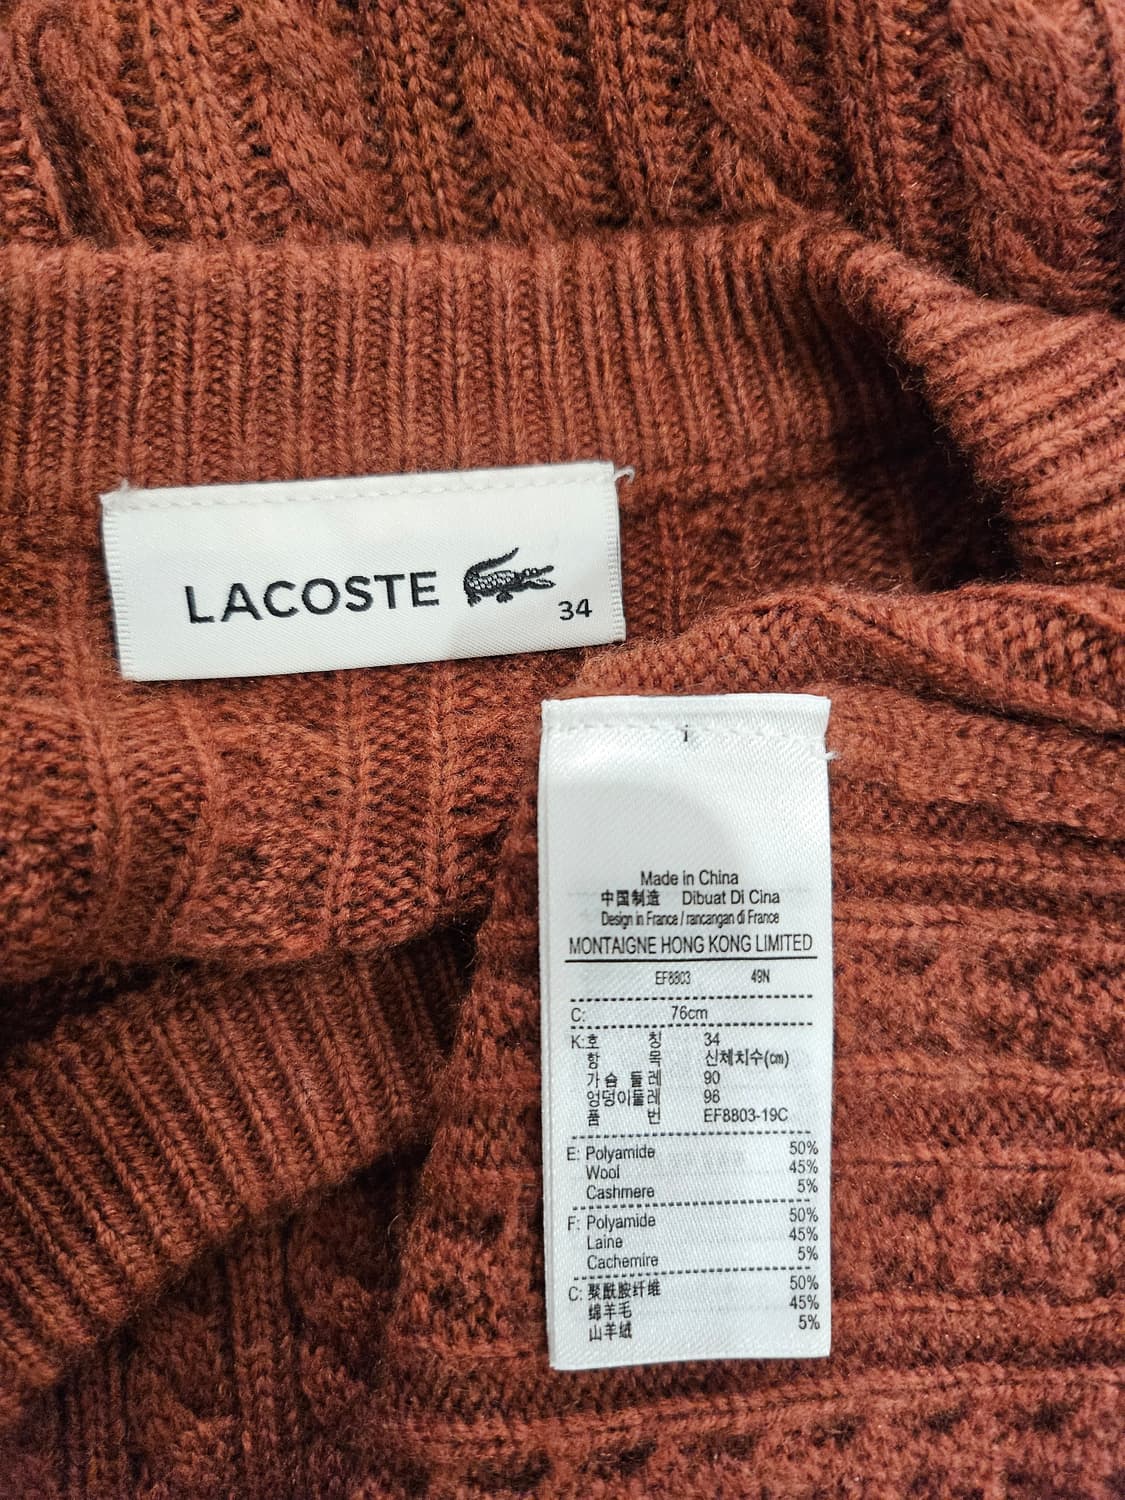 LACOSTE
34
i
Made in China
中国制造 Dibuat Di Cina
Design in France / rancangan di France
MONTAIGNE HONG KONG LIMITED
EF8803 49N
C: 76cm
K:호 칭 34
항 목 신체치수(㎝)
가슴 둘레 90
엉덩이둘레 96
품 번 EF8803-19C
E: Polyamide 50%
Wool 45%
Cashmere 5%
F: Polyamide 50%
Laine 45%
Cachemire 5%
C: 聚酰胺纤维 50%
绵羊毛 45%
山羊绒 5%